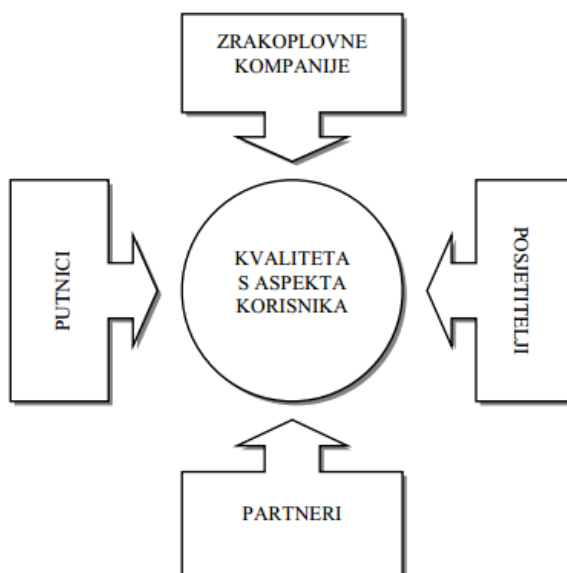 ZRAKOPLOVNE
KOMPANIJE
PUTNICI
KVALITETA
S ASPEKTA
KORISNIKA
POSJETITELJI
PARTNERI